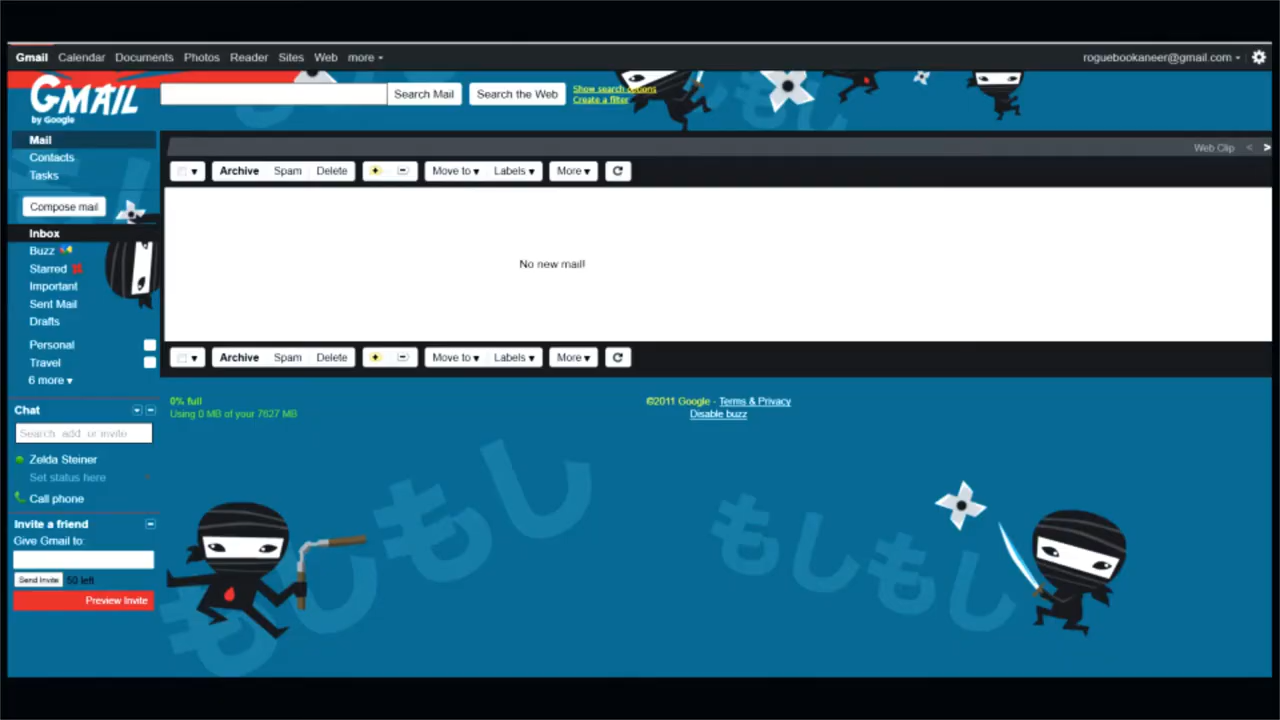 Gmail Calendar Documents Photos Reader Sites Web more
roguebookaneer@gmail.com
GMAIL
by Google
Search Mail Search the Web
Show search options
Create a filter
Mail
Contacts
Tasks
Compose mail
Inbox
Buzz
Starred
Important
Sent Mail
Drafts
Personal
Travel
6 more
Chat
Search, add, or invite
Zelda Steiner
Set status here
Call phone
Invite a friend
Give Gmail to:
Send Invite 50 left
Preview Invite
Web Clip < >
Archive Spam Delete Move to Labels More
No new mail!
Archive Spam Delete Move to Labels More
0% full
Using 0 MB of your 7627 MB
©2011 Google - Terms & Privacy
Disable buzz
もしもし
もしもし